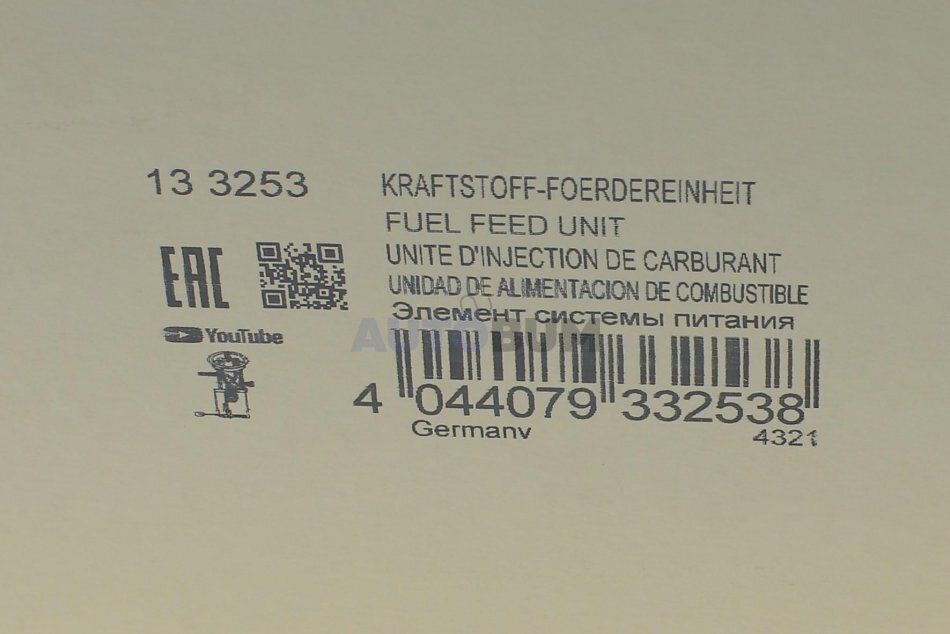 13 3253
KRAFTSTOFF-FOERDEREINHEIT
FUEL FEED UNIT
UNITE D'INJECTION DE CARBURANT
UNIDAD DE ALIMENTACION DE COMBUSTIBLE
Элемент системы питания
EAC
YouTube
AUTOBUM
4 044079 332538
Germany
4321